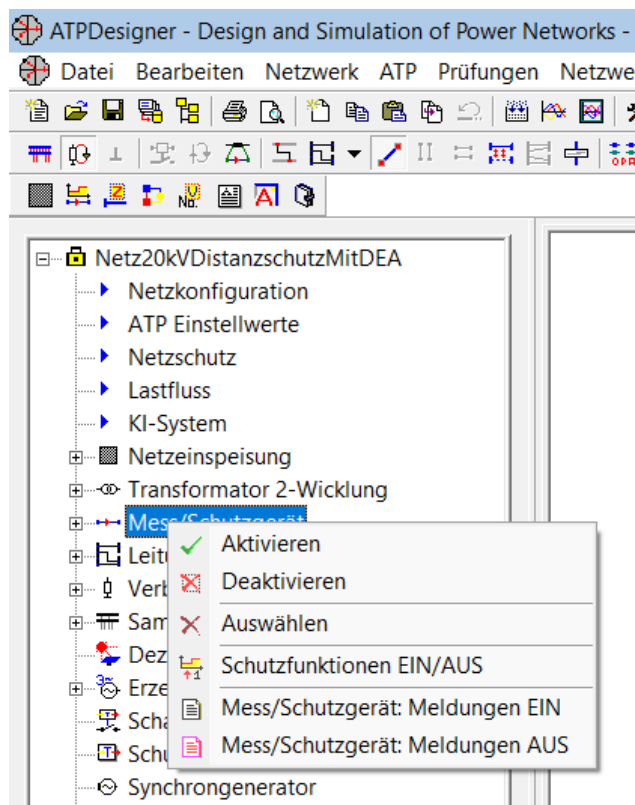 ATPDesigner - Design and Simulation of Power Networks -
Datei Bearbeiten Netzwerk ATP Prüfungen
Netz20kVDistanzschutzMitDEA
Netzkonfiguration
ATP Einstellwerte
Netzschutz
Lastfluss
KI-System
Netzeinspeisung
Transformator 2-Wicklung
Mess/Schutzgerät
Aktivieren
Deaktivieren
Auswählen
Schutzfunktionen EIN/AUS
Mess/Schutzgerät: Meldungen EIN
Mess/Schutzgerät: Meldungen AUS
Synchrongenerator